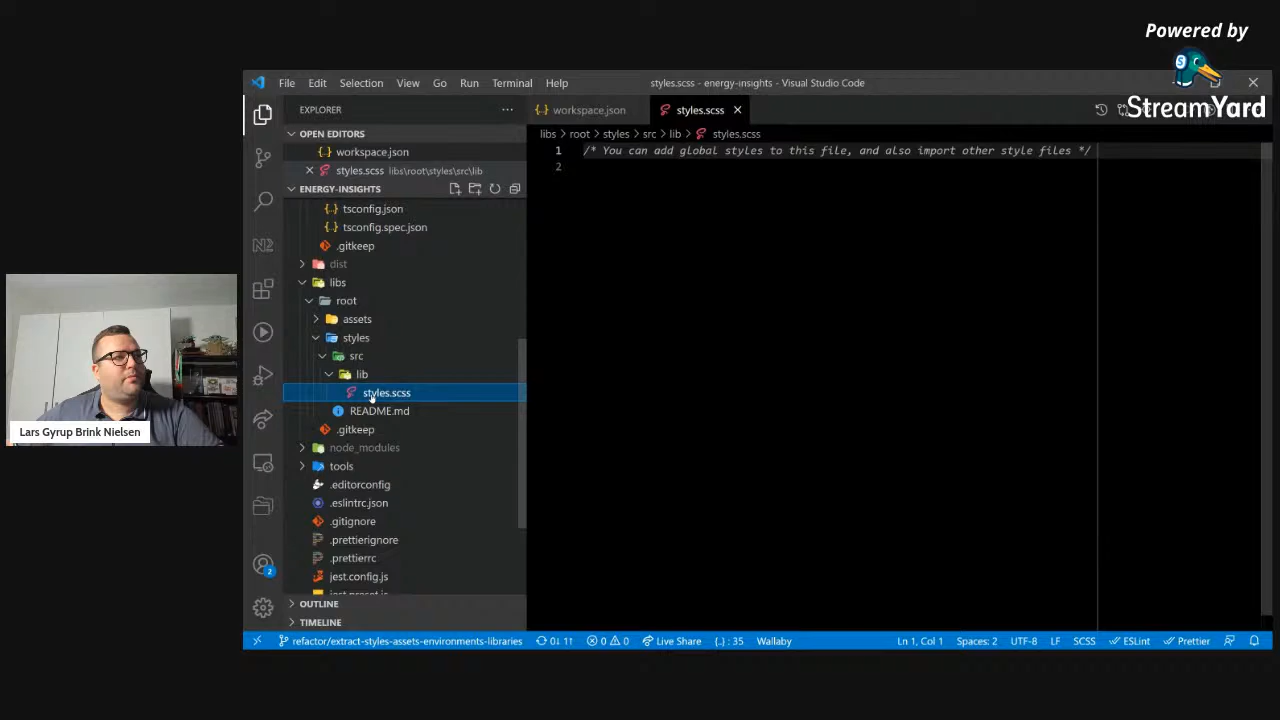 Powered by
StreamYard
File Edit Selection View Go Run Terminal Help
styles.scss - energy-insights - Visual Studio Code
EXPLORER
OPEN EDITORS
workspace.json
styles.scss libs\root\styles\src\lib
ENERGY-INSIGHTS
tsconfig.json
tsconfig.spec.json
.gitkeep
dist
libs
root
assets
styles
src
lib
styles.scss
README.md
.gitkeep
node_modules
tools
.editorconfig
.eslintrc.json
.gitignore
.prettierignore
.prettierrc
jest.config.js
jest.preset.js
OUTLINE
TIMELINE
workspace.json
styles.scss
libs > root > styles > src > lib > styles.scss
1 /* You can add global styles to this file, and also import other style files */
2
Lars Gyrup Brink Nielsen
2
refactor/extract-styles-assets-environments-libraries 0↓ 1↑ 0 0 Live Share {..} : 35 Wallaby Ln 1, Col 1 Spaces: 2 UTF-8 LF SCSS ESLint Prettier